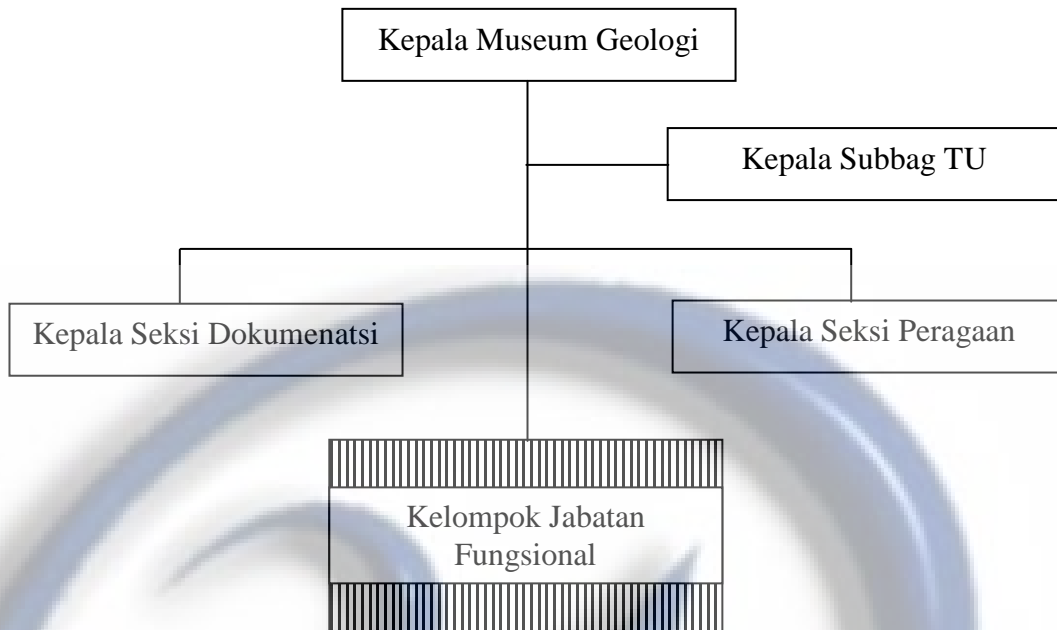 Kepala Museum Geologi
Kepala Subbag TU
Kepala Seksi Dokumenatsi
Kepala Seksi Peragaan
Kelompok Jabatan
Fungsional